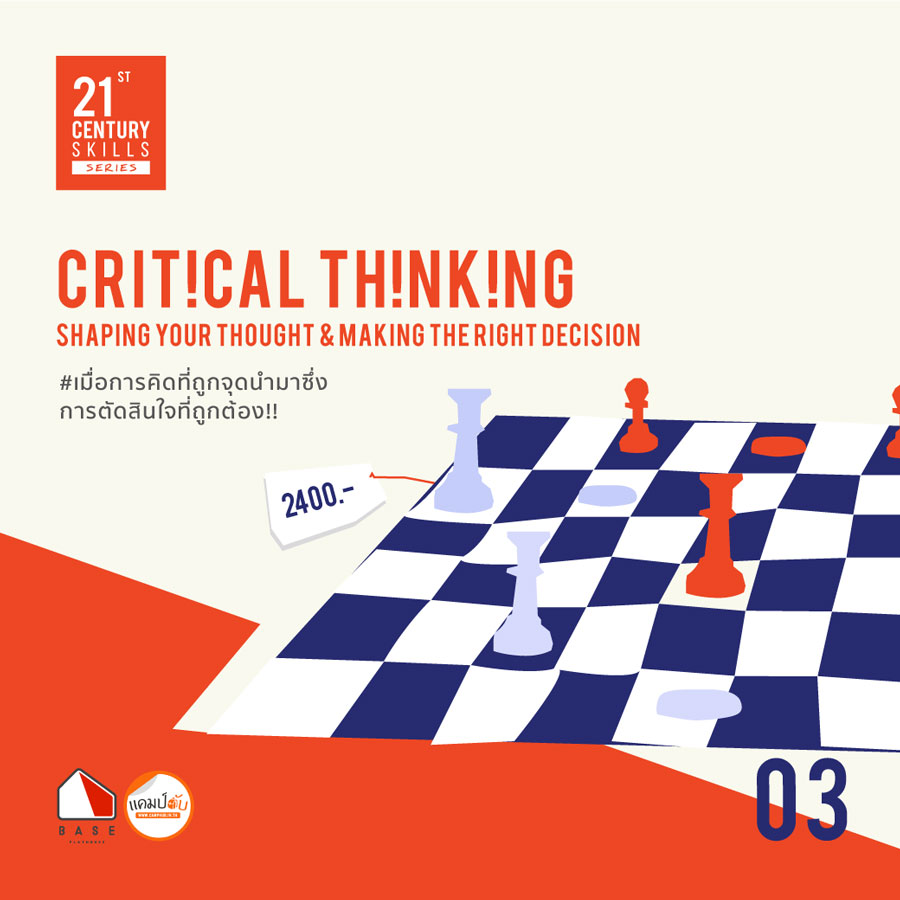 21ST
CENTURY
SKILLS
SERIES
CRIT!CAL TH!NK!NG
SHAPING YOUR THOUGHT & MAKING THE RIGHT DECISION
#เมื่อการคิดที่ถูกจุดนำมาซึ่ง
การตัดสินใจที่ถูกต้อง!!
2400.-
03
BASE
PLAYHOUSE
แคมป์ฮับ
WWW.CAMPHUB.IN.TH